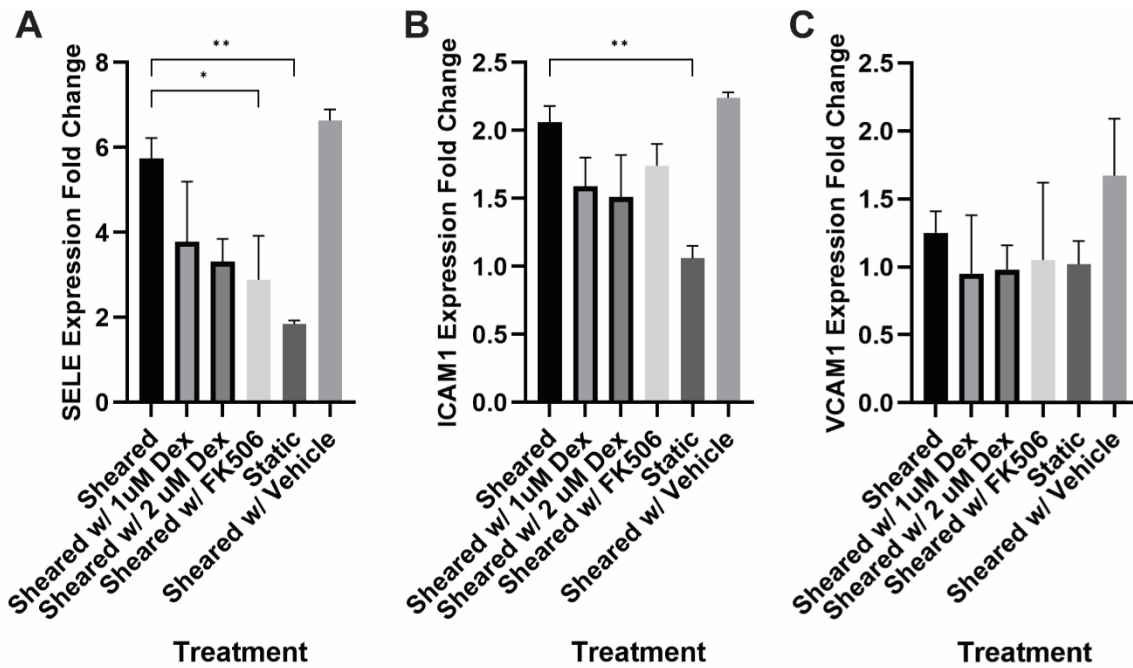 A
SELE Expression Fold Change
8
6
4
2
0
**
*
Sheared
Sheared w/ 1uM Dex
Sheared w/ 2 uM Dex
Sheared w/ FK506
Static
Sheared w/ Vehicle
Treatment
B
ICAM1 Expression Fold Change
2.5
2.0
1.5
1.0
0.5
0.0
**
Sheared
Sheared w/ 1uM Dex
Sheared w/ 2 uM Dex
Sheared w/ FK506
Static
Sheared w/ Vehicle
Treatment
C
VCAM1 Expression Fold Change
2.5
2.0
1.5
1.0
0.5
0.0
Sheared
Sheared w/ 1uM Dex
Sheared w/ 2 uM Dex
Sheared w/ FK506
Static
Sheared w/ Vehicle
Treatment